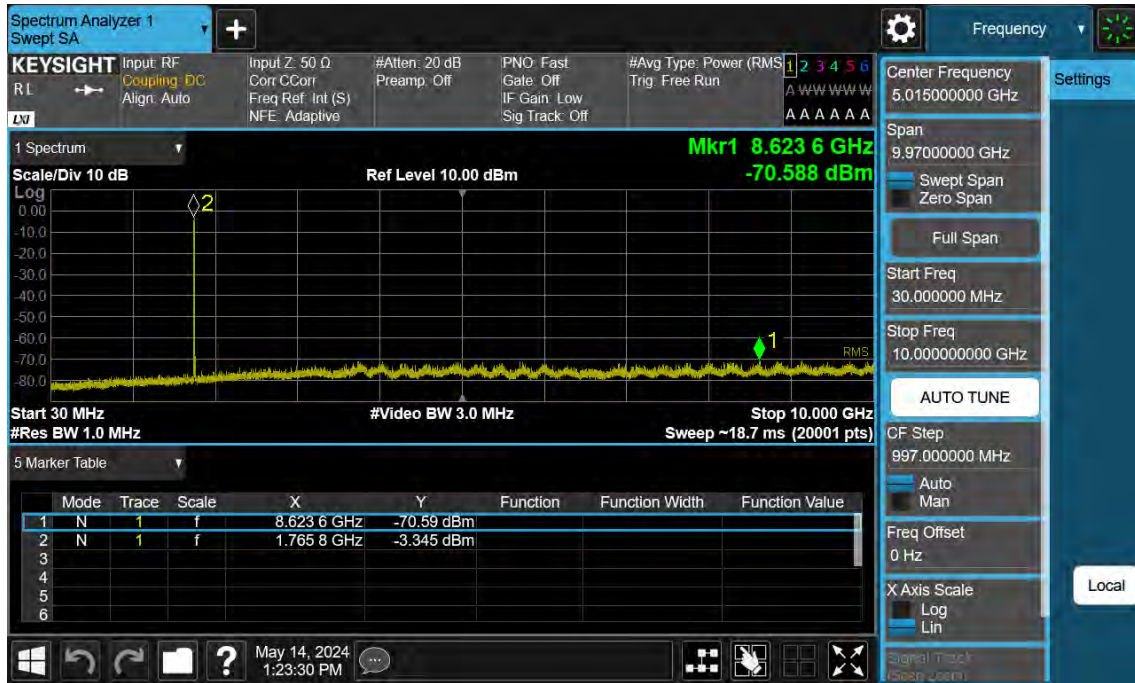 Spectrum Analyzer 1
Swept SA
Frequency
KEYSIGHT
RL
LXI
Input: RF
Coupling: DC
Align: Auto
Input Z: 50 Ω
Corr CCorr
Freq Ref: Int (S)
NFE: Adaptive
#Atten: 20 dB
Preamp: Off
PNO: Fast
Gate: Off
IF Gain: Low
Sig Track: Off
#Avg Type: Power (RMS
Trig: Free Run
1 2 3 4 5 6
A W W W W W
A A A A A A
1 Spectrum
Scale/Div 10 dB
Ref Level 10.00 dBm
Mkr1 8.623 6 GHz
-70.588 dBm
Log
0.00
-10.0
-20.0
-30.0
-40.0
-50.0
-60.0
-70.0
-80.0
2
1
RMS
Start 30 MHz
#Video BW 3.0 MHz
Stop 10.000 GHz
#Res BW 1.0 MHz
Sweep ~18.7 ms (20001 pts)
5 Marker Table
Mode Trace Scale X Y Function Function Width Function Value
1 N 1 f 8.623 6 GHz -70.59 dBm
2 N 1 f 1.765 8 GHz -3.345 dBm
3
4
5
6
?
May 14, 2024
1:23:30 PM
Center Frequency
5.015000000 GHz
Span
9.97000000 GHz
Swept Span
Zero Span
Full Span
Start Freq
30.000000 MHz
Stop Freq
10.000000000 GHz
AUTO TUNE
CF Step
997.000000 MHz
Auto
Man
Freq Offset
0 Hz
X Axis Scale
Log
Lin
Signal Track
(Span Zoom)
Settings
Local